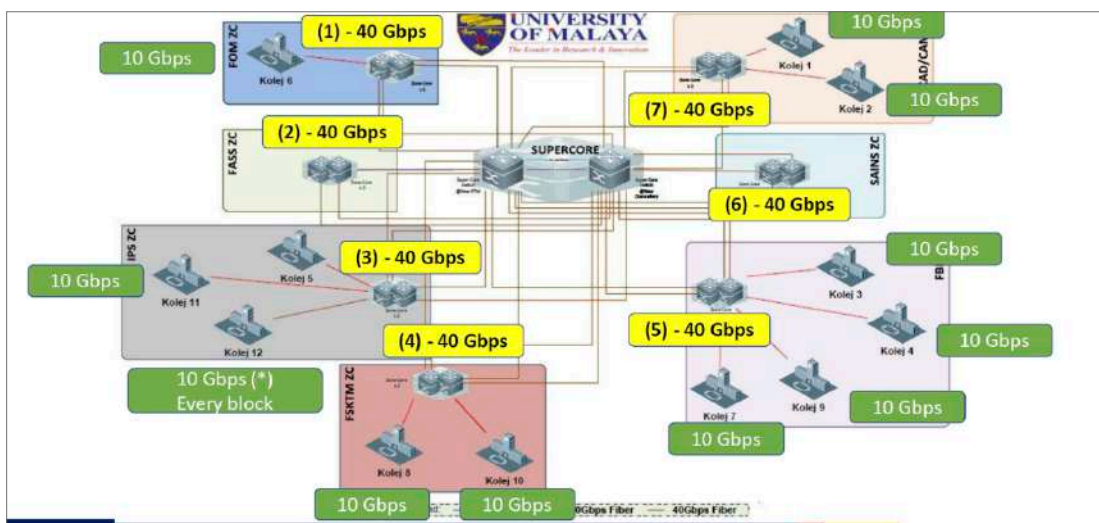 UNIVERSITY
OF MALAYA
The Leader in Research & Innovation
FOM ZC
10 Gbps
Kolej 6
(1) - 40 Gbps
10 Gbps
Kolej 1
Kolej 2
10 Gbps
CAD/CAN
(7) - 40 Gbps
FASS ZC
(2) - 40 Gbps
SUPERCORE
SAINS ZC
(6) - 40 Gbps
IPS ZC
10 Gbps
Kolej 5
Kolej 11
Kolej 12
(3) - 40 Gbps
10 Gbps (*)
Every block
(4) - 40 Gbps
FSKTM ZC
Kolej 8
Kolej 10
10 Gbps
10 Gbps
(5) - 40 Gbps
10 Gbps
Kolej 3
Kolej 4
10 Gbps
Kolej 7
Kolej 9
10 Gbps
10 Gbps
0Gbps Fiber
40Gbps Fiber